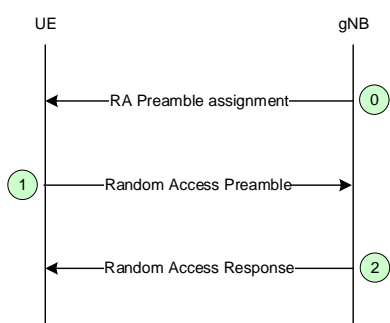 UE
gNB
RA Preamble assignment
0
1
Random Access Preamble
Random Access Response
2